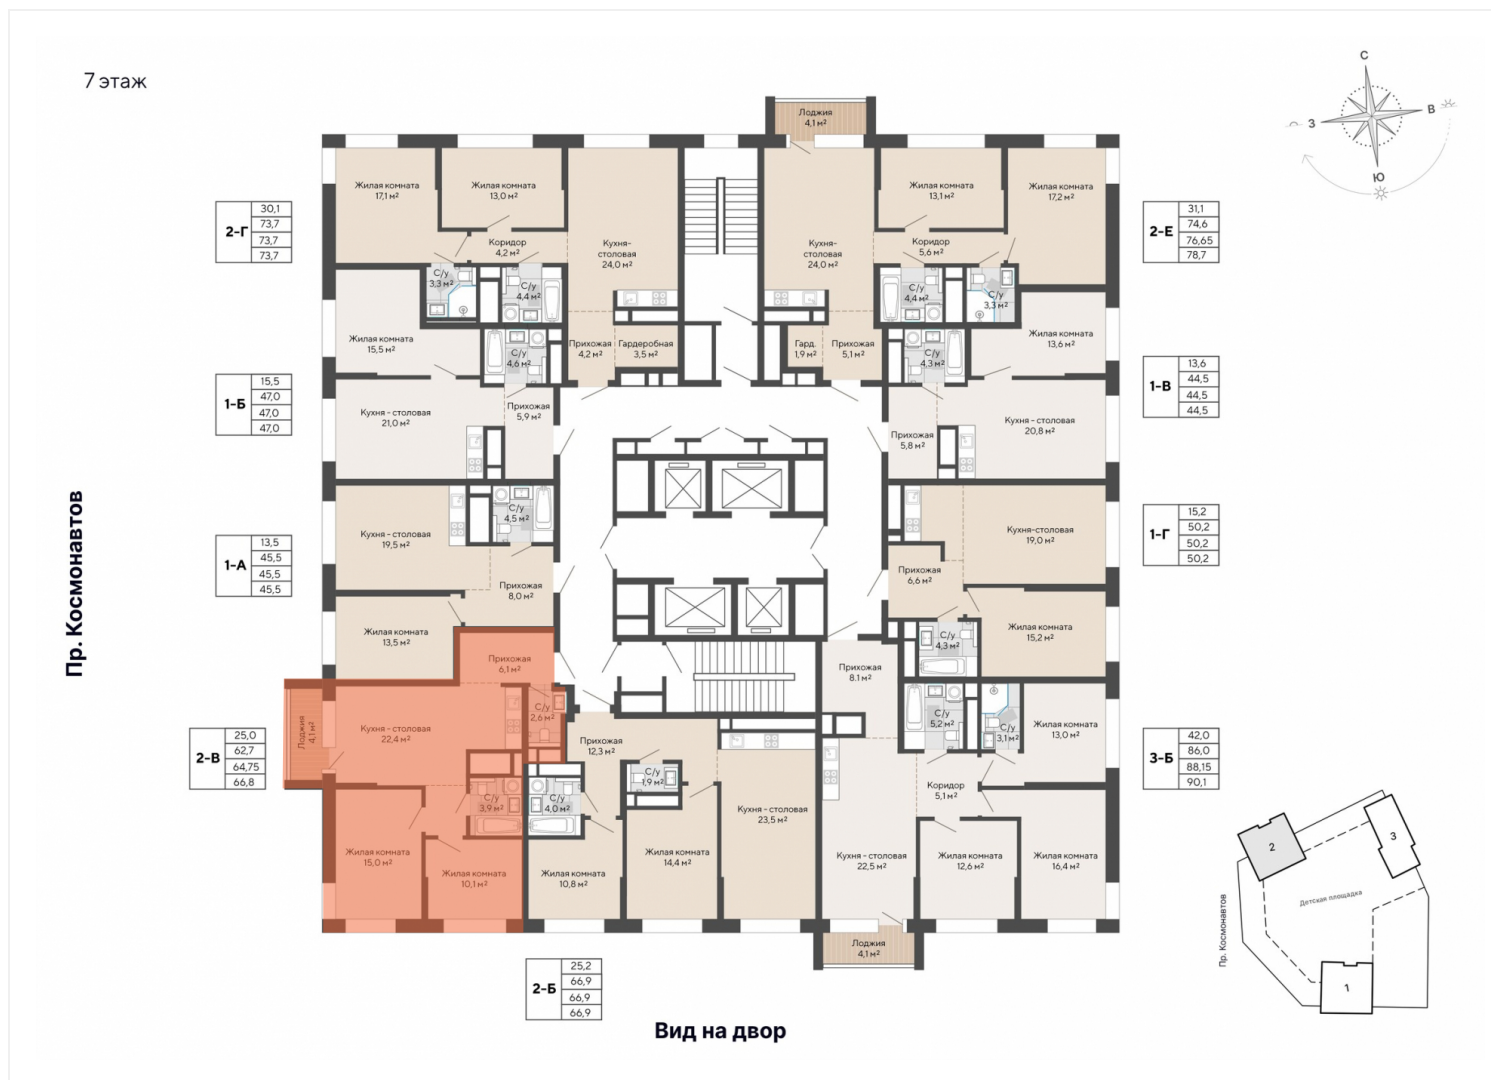 7 этаж
С
В
З
Ю
Лоджия
4,1 м²
Жилая комната
17,1 м²
Жилая комната
13,0 м²
Кухня-
столовая
24,0 м²
Коридор
4,2 м²
С/у
3,3 м²
С/у
4,4 м²
Прихожая
4,2 м²
Гардеробная
3,5 м²
2-Г
30,1
73,7
73,7
73,7
Кухня-
столовая
24,0 м²
Жилая комната
13,1 м²
Жилая комната
17,2 м²
Коридор
5,6 м²
С/у
4,4 м²
С/у
3,3 м²
Гард.
1,9 м²
Прихожая
5,1 м²
2-Е
31,1
74,6
76,65
78,7
Жилая комната
15,5 м²
С/у
4,6 м²
Кухня - столовая
21,0 м²
Прихожая
5,9 м²
1-Б
15,5
47,0
47,0
47,0
Жилая комната
13,6 м²
С/у
4,3 м²
Прихожая
5,8 м²
Кухня - столовая
20,8 м²
1-В
13,6
44,5
44,5
44,5
Кухня - столовая
19,5 м²
С/у
4,5 м²
Прихожая
8,0 м²
Жилая комната
13,5 м²
1-А
13,5
45,5
45,5
45,5
Кухня-столовая
19,0 м²
Прихожая
6,6 м²
Жилая комната
15,2 м²
С/у
4,3 м²
1-Г
15,2
50,2
50,2
50,2
Пр. Космонавтов
Прихожая
6,1 м²
С/у
2,6 м²
Лоджия
4,1 м²
Кухня - столовая
22,4 м²
С/у
3,9 м²
Жилая комната
15,0 м²
Жилая комната
10,1 м²
2-В
25,0
62,7
64,75
66,8
Прихожая
12,3 м²
С/у
1,9 м²
С/у
4,0 м²
Кухня - столовая
23,5 м²
Жилая комната
14,4 м²
Жилая комната
10,8 м²
2-Б
25,2
66,9
66,9
66,9
Прихожая
8,1 м²
С/у
5,2 м²
С/у
3,1 м²
Жилая комната
13,0 м²
Коридор
5,1 м²
Кухня - столовая
22,5 м²
Жилая комната
12,6 м²
Жилая комната
16,4 м²
Лоджия
4,1 м²
3-Б
42,0
86,0
88,15
90,1
Вид на двор
2
3
Детская площадка
Пр. Космонавтов
1